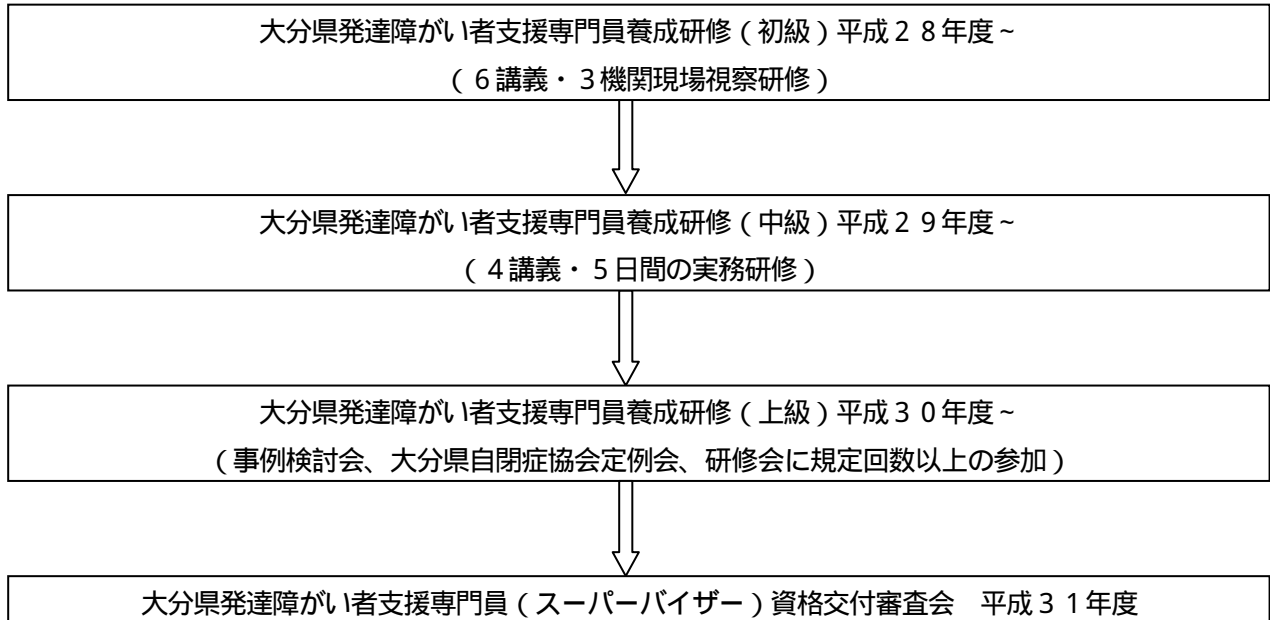 大分県発達障がい者支援専門員養成研修（初級）平成２８年度~
（６講義・３機関現場視察研修）
大分県発達障がい者支援専門員養成研修（中級）平成２９年度~
（４講義・５日間の実務研修）
大分県発達障がい者支援専門員養成研修（上級）平成３０年度~
（事例検討会、大分県自閉症協会定例会、研修会に規定回数以上の参加）
大分県発達障がい者支援専門員（スーパーバイザー）資格交付審査会　平成３１年度